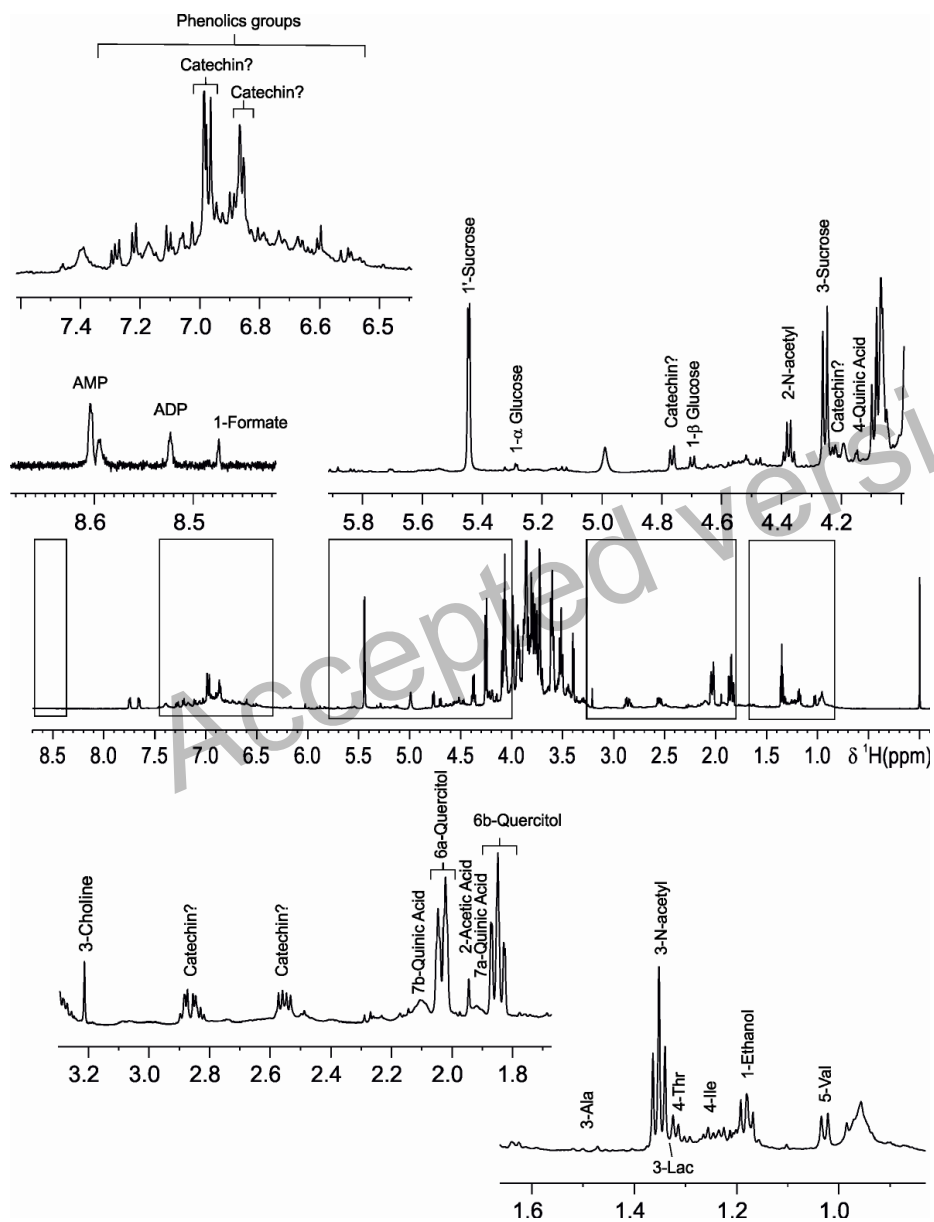 Phenolics groups
Catechin?
Catechin?
7.4 7.2 7.0 6.8 6.6 6.5
AMP
ADP
1-Formate
8.6 8.5
1'-Sucrose
1-α Glucose
Catechin?
1-β Glucose
2-N-acetyl
3-Sucrose
Catechin?
4-Quinic Acid
5.8 5.6 5.4 5.2 5.0 4.8 4.6 4.4 4.2
8.5 8.0 7.5 7.0 6.5 6.0 5.5 5.0 4.5 4.0 3.5 3.0 2.5 2.0 1.5 1.0 δ ¹H(ppm)
Accepted versi
3-Choline
Catechin?
Catechin?
7b-Quinic Acid
6a-Quercitol
2-Acetic Acid
7a-Quinic Acid
6b-Quercitol
3.2 3.0 2.8 2.6 2.4 2.2 2.0 1.8
3-Ala
3-N-acetyl
3-Lac
4-Thr
4-Ile
1-Ethanol
5-Val
1.6 1.4 1.2 1.0